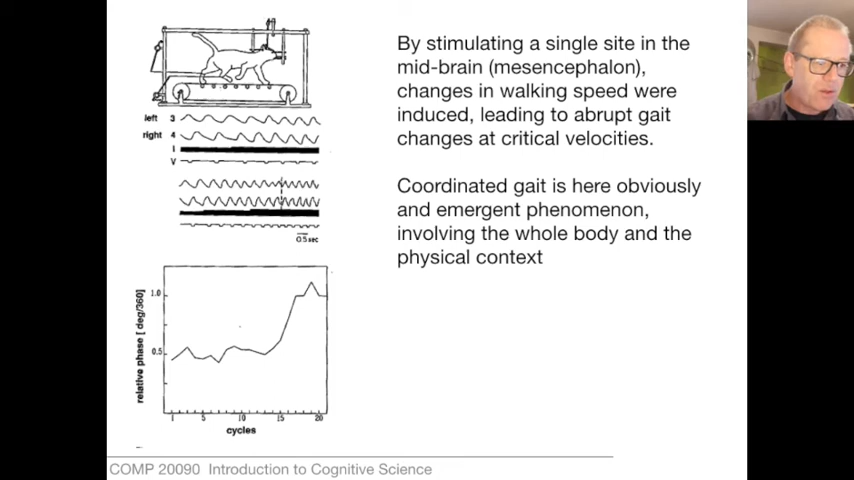 By stimulating a single site in the
mid-brain (mesencephalon),
changes in walking speed were
induced, leading to abrupt gait
changes at critical velocities.
Coordinated gait is here obviously
and emergent phenomenon,
involving the whole body and the
physical context
left 3
right 4
I
V
0.5 sec
relative phase [ deg/360]
1.0
0.5
1 5 10 15 20
cycles
COMP 20090 Introduction to Cognitive Science